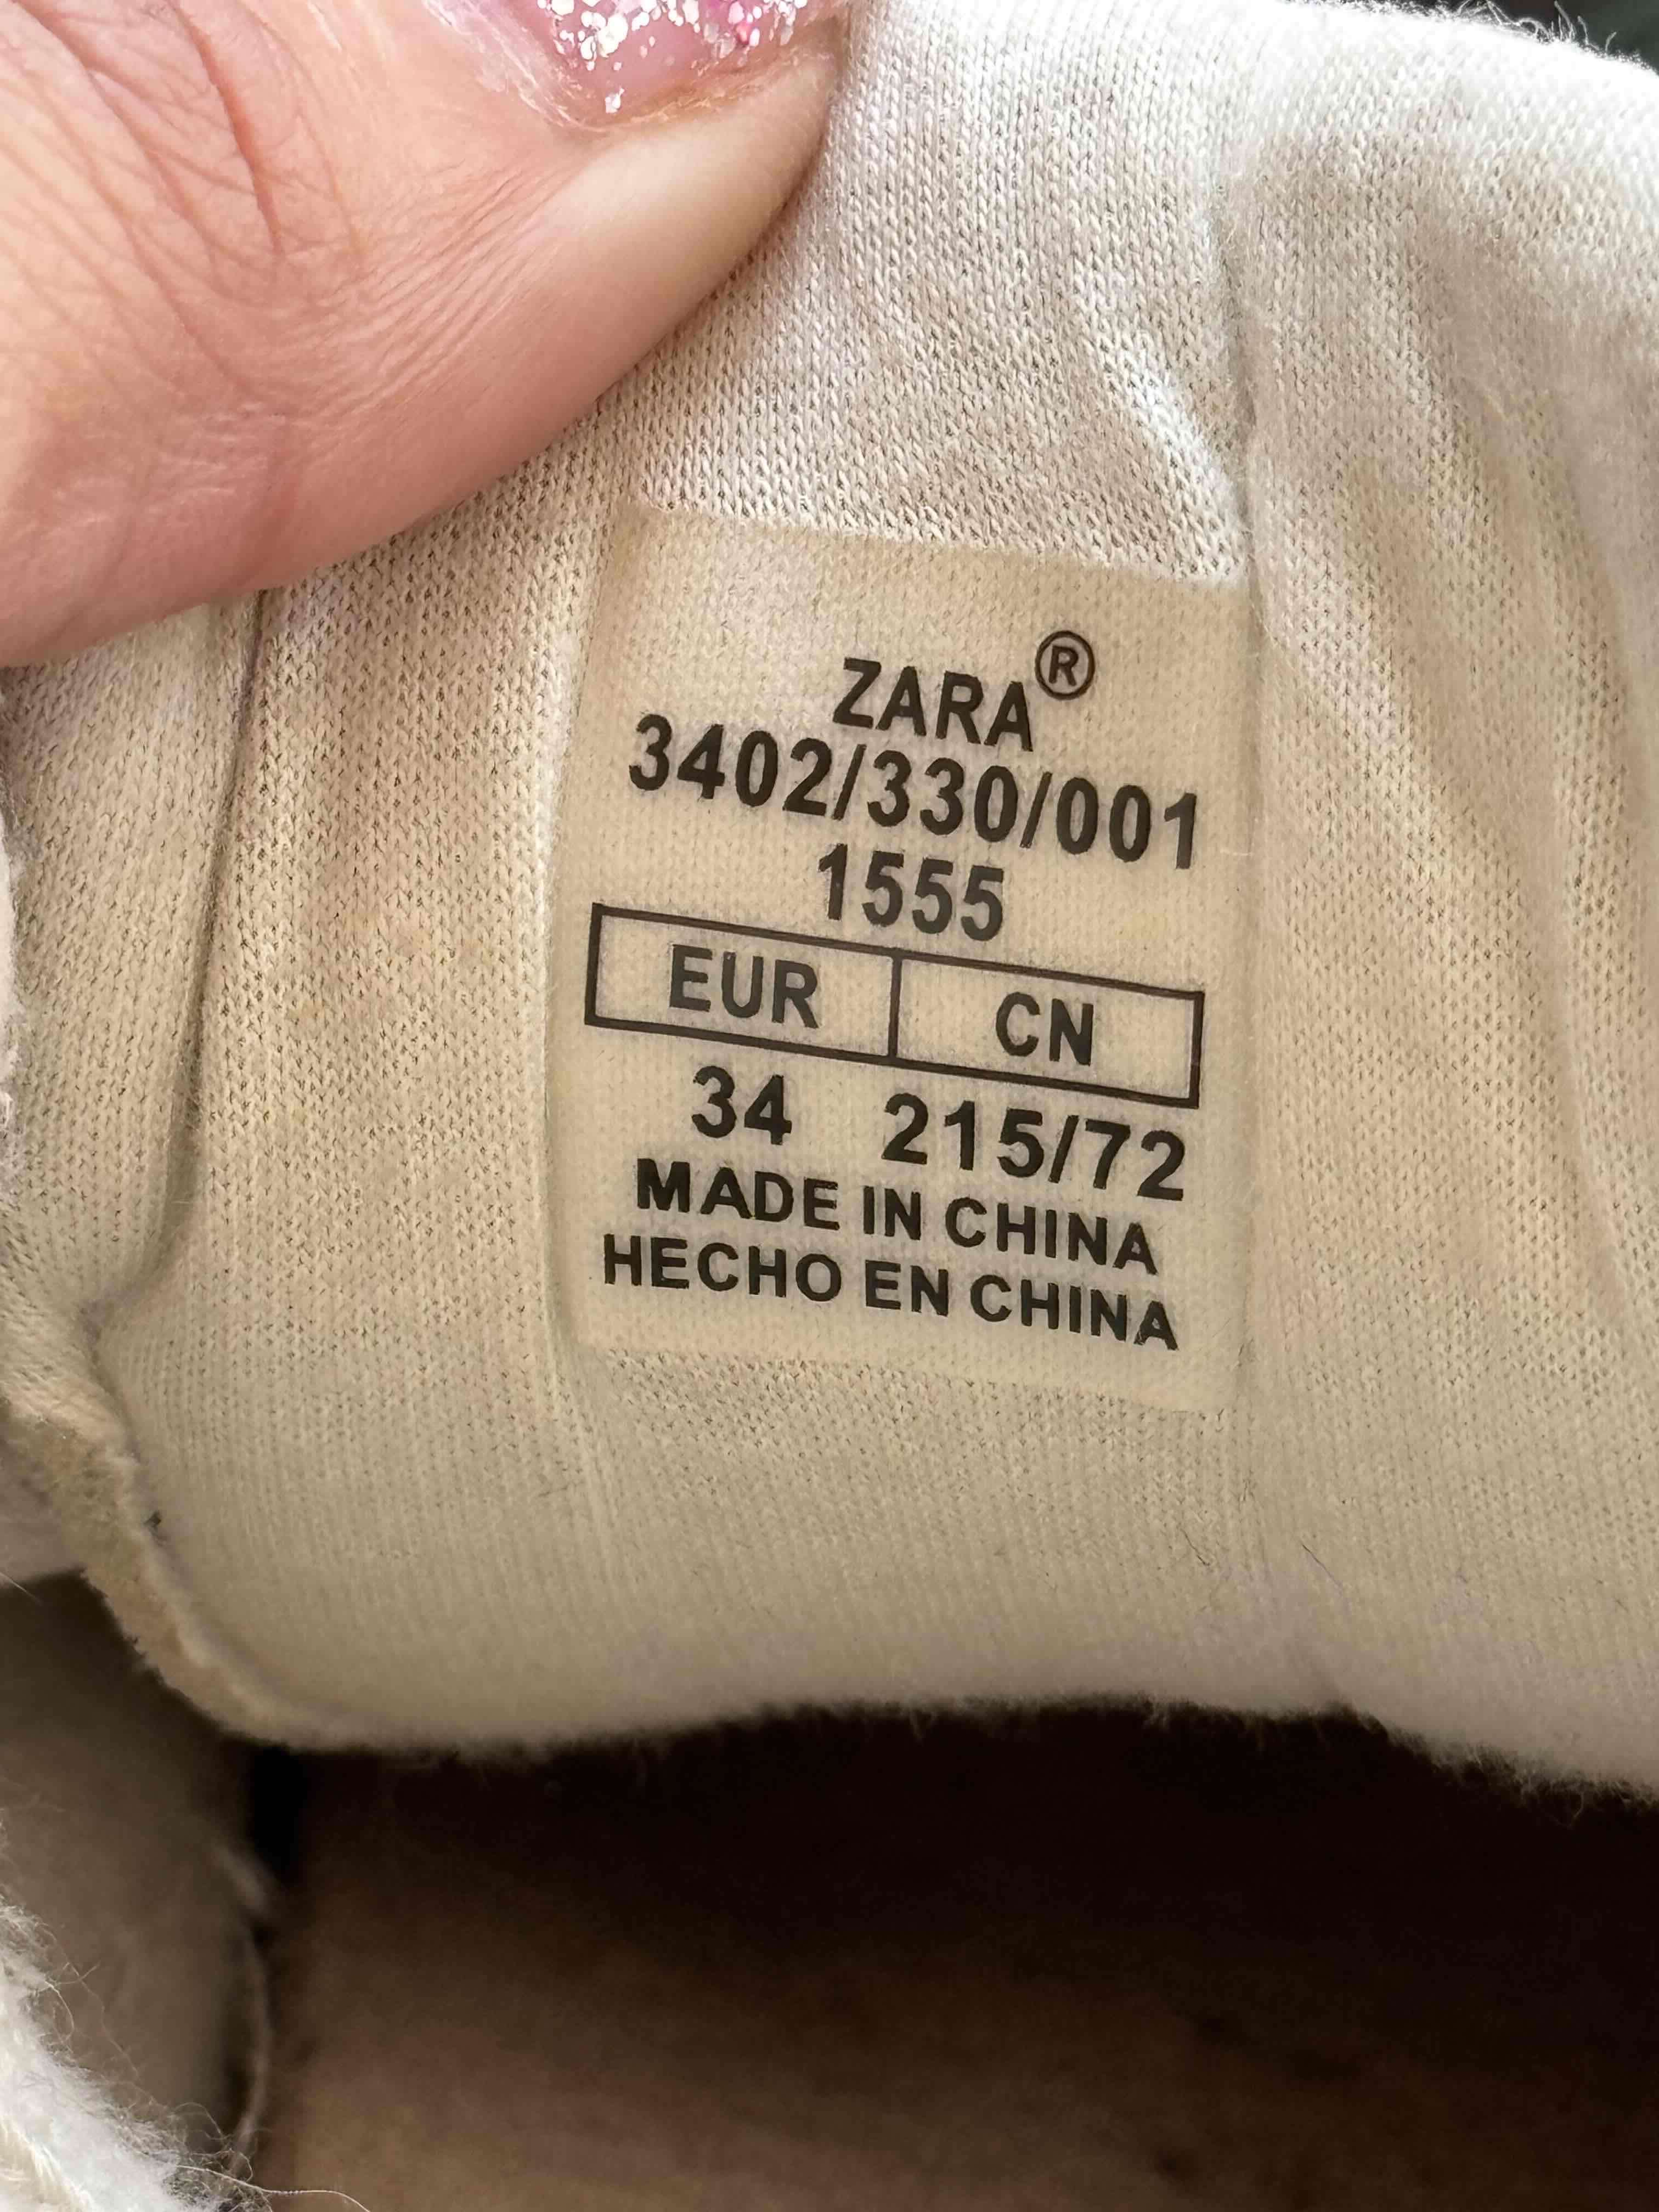 ZARA®
3402/330/001
1555
EUR CN
34 215/72
MADE IN CHINA
HECHO EN CHINA